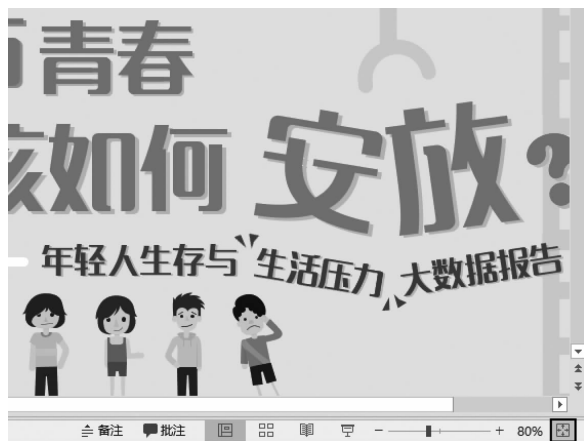 青春
如何 安放?
年轻人生存与 生活压力 大数据报告
备注 批注 80%